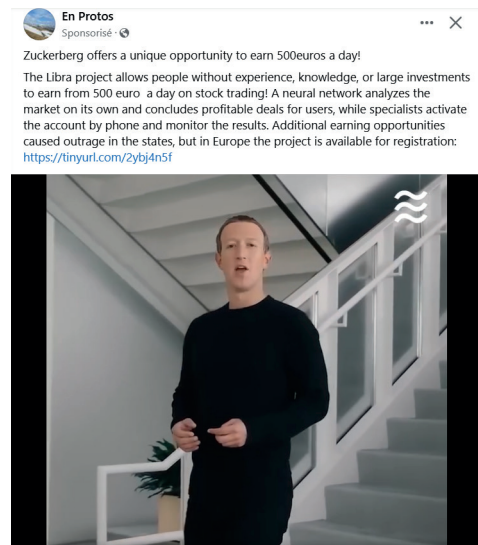 En Protos
Sponsorisé ·
Zuckerberg offers a unique opportunity to earn 500euros a day!
The Libra project allows people without experience, knowledge, or large investments
to earn from 500 euro a day on stock trading! A neural network analyzes the
market on its own and concludes profitable deals for users, while specialists activate
the account by phone and monitor the results. Additional earning opportunities
caused outrage in the states, but in Europe the project is available for registration:
https://tinyurl.com/2ybj4n5f